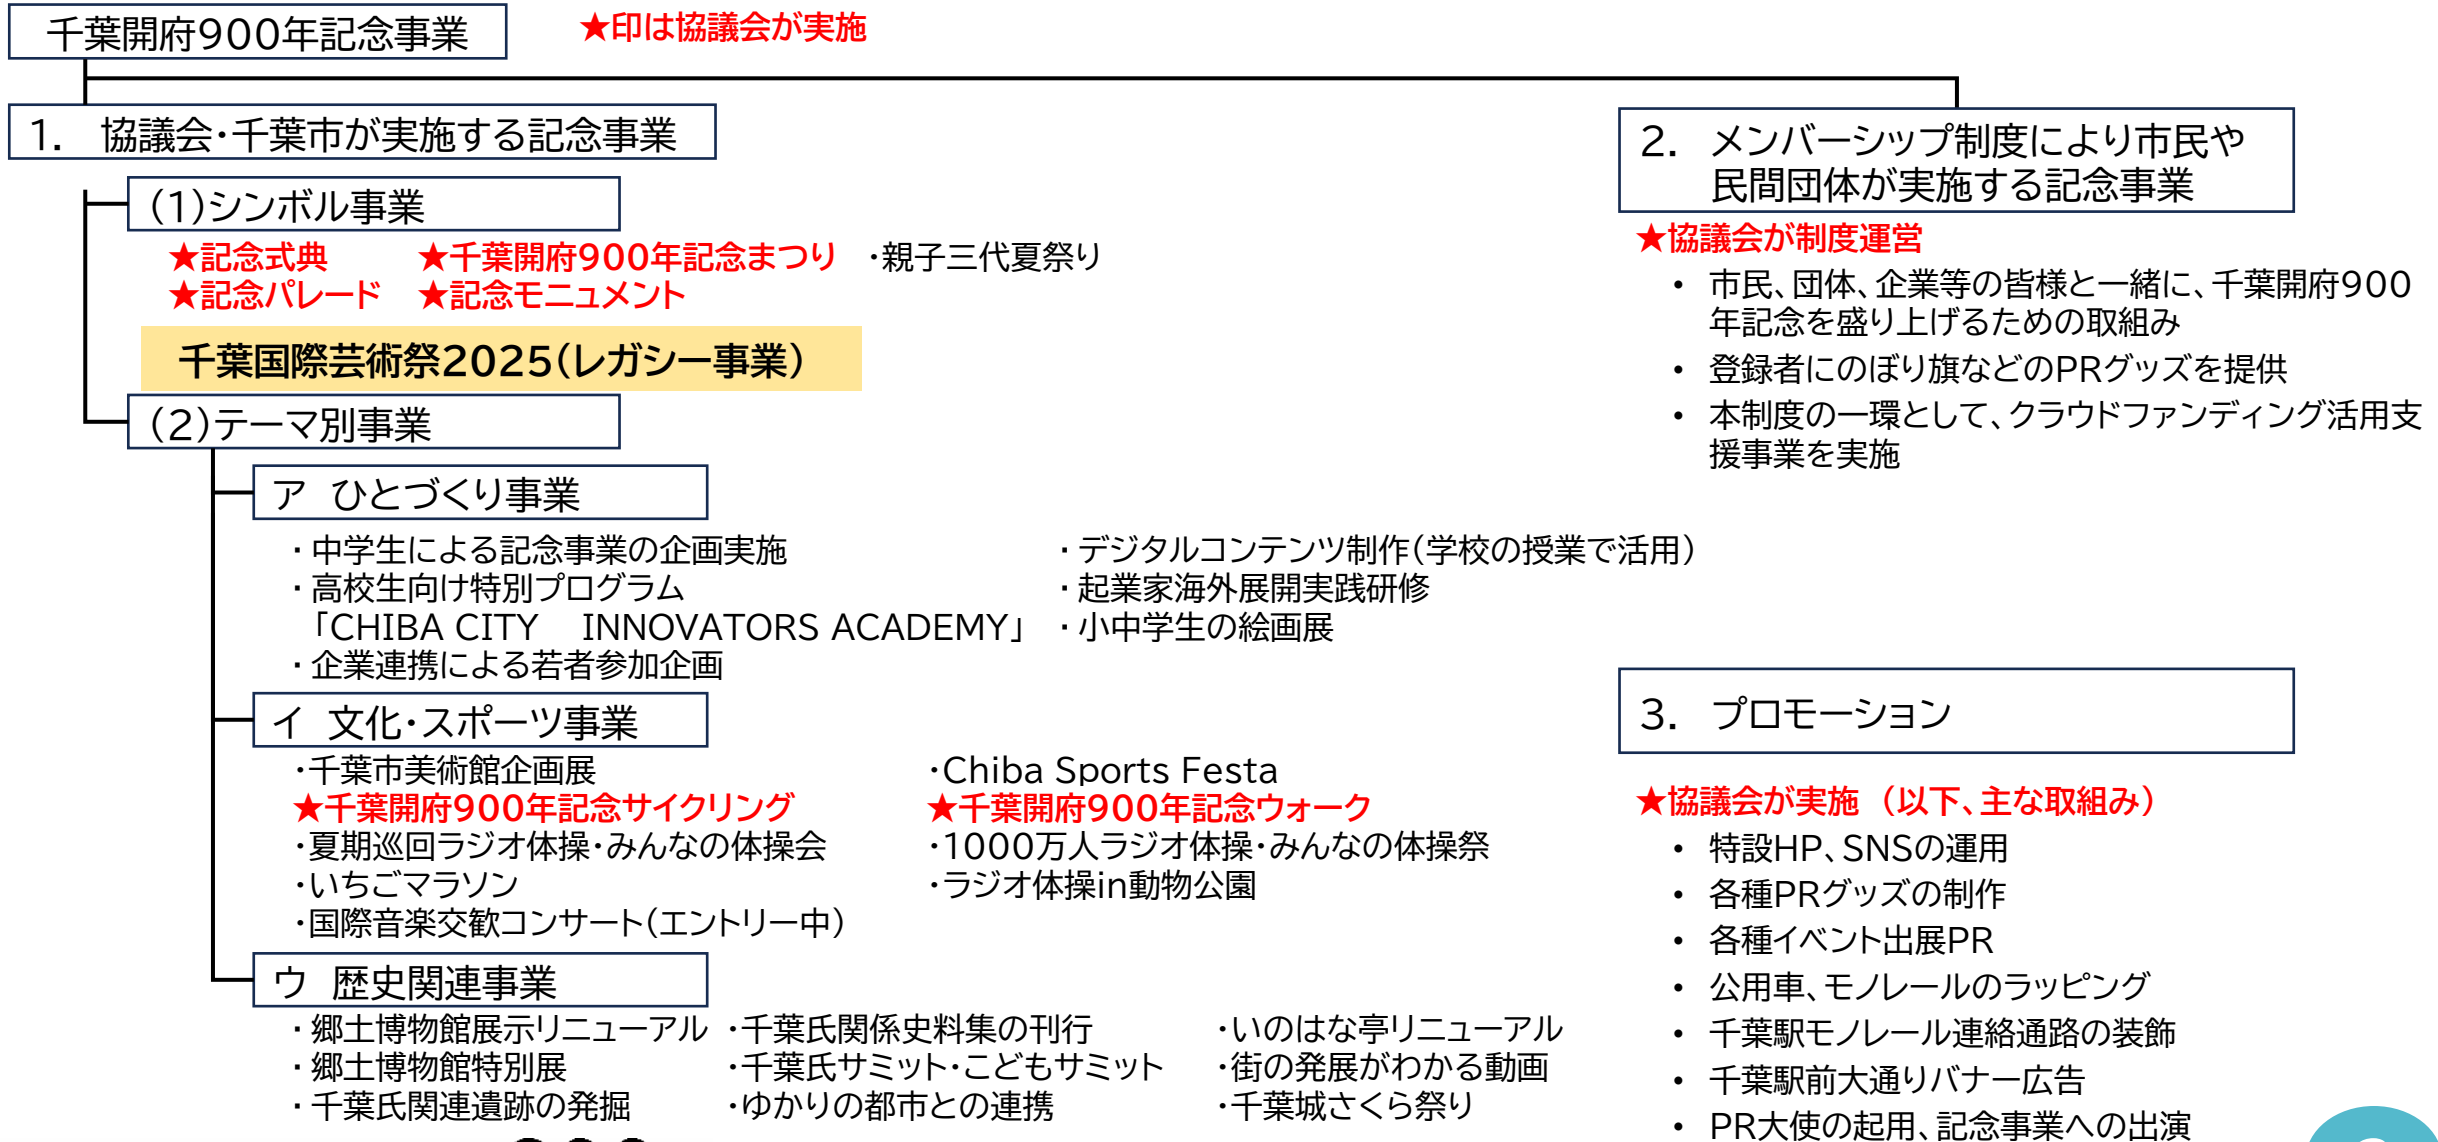 千葉開府900年記念事業
★印は協議会が実施
1. 協議会・千葉市が実施する記念事業
(1)シンボル事業
★記念式典 ★千葉開府900年記念まつり ・親子三代夏祭り
★記念パレード ★記念モニュメント
千葉国際芸術祭2025(レガシー事業)
(2)テーマ別事業
ア ひとづくり事業
・中学生による記念事業の企画実施 ・デジタルコンテンツ制作(学校の授業で活用)
・高校生向け特別プログラム ・起業家海外展開実践研修
「CHIBA CITY INNOVATORS ACADEMY」 ・小中学生の絵画展
・企業連携による若者参加企画
イ 文化・スポーツ事業
・千葉市美術館企画展 ・Chiba Sports Festa
★千葉開府900年記念サイクリング ★千葉開府900年記念ウォーク
・夏期巡回ラジオ体操・みんなの体操会 ・1000万人ラジオ体操・みんなの体操祭
・いちごマラソン ・ラジオ体操in動物公園
・国際音楽交歓コンサート(エントリー中)
ウ 歴史関連事業
・郷土博物館展示リニューアル ・千葉氏関係史料集の刊行 ・いのはな亭リニューアル
・郷土博物館特別展 ・千葉氏サミット・こどもサミット ・街の発展がわかる動画
・千葉氏関連遺跡の発掘 ・ゆかりの都市との連携 ・千葉城さくら祭り
2. メンバーシップ制度により市民や
民間団体が実施する記念事業
★協議会が制度運営
• 市民、団体、企業等の皆様と一緒に、千葉開府900
年記念を盛り上げるための取組み
• 登録者にのぼり旗などのPRグッズを提供
• 本制度の一環として、クラウドファンディング活用支
援事業を実施
3. プロモーション
★協議会が実施 (以下、主な取組み)
• 特設HP、SNSの運用
• 各種PRグッズの制作
• 各種イベント出展PR
• 公用車、モノレールのラッピング
• 千葉駅モノレール連絡通路の装飾
• 千葉駅前大通りバナー広告
• PR大使の起用、記念事業への出演